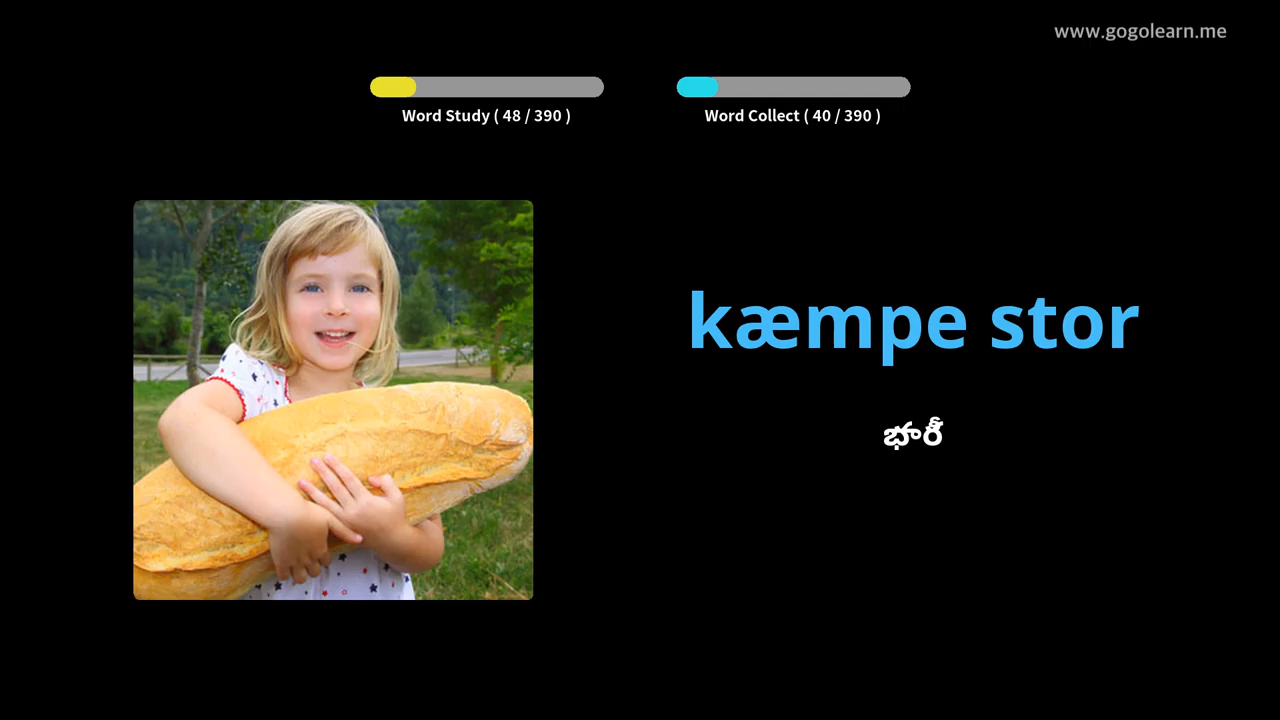 www.gogolearn.me
Word Study ( 48 / 390 )
Word Collect ( 40 / 390 )
kæmpe stor
భారీ